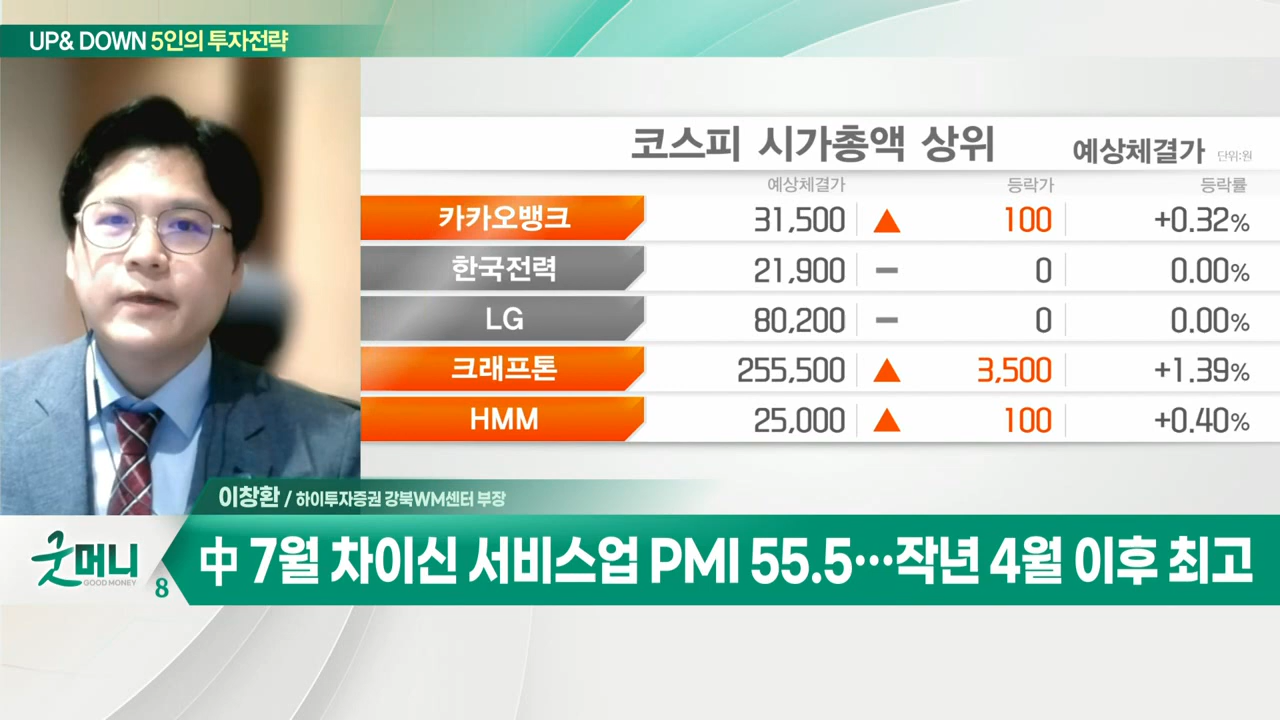 UP& DOWN 5인의 투자전략
코스피 시가총액 상위 예상체결가 단위:원
예상체결가 등락가 등락률
카카오뱅크 31,500 ▲ 100 +0.32%
한국전력 21,900 – 0 0.00%
LG 80,200 – 0 0.00%
크래프톤 255,500 ▲ 3,500 +1.39%
HMM 25,000 ▲ 100 +0.40%
이창환 / 하이투자증권 강북WM센터 부장
굿머니
GOOD MONEY
8
中 7월 차이신 서비스업 PMI 55.5…작년 4월 이후 최고